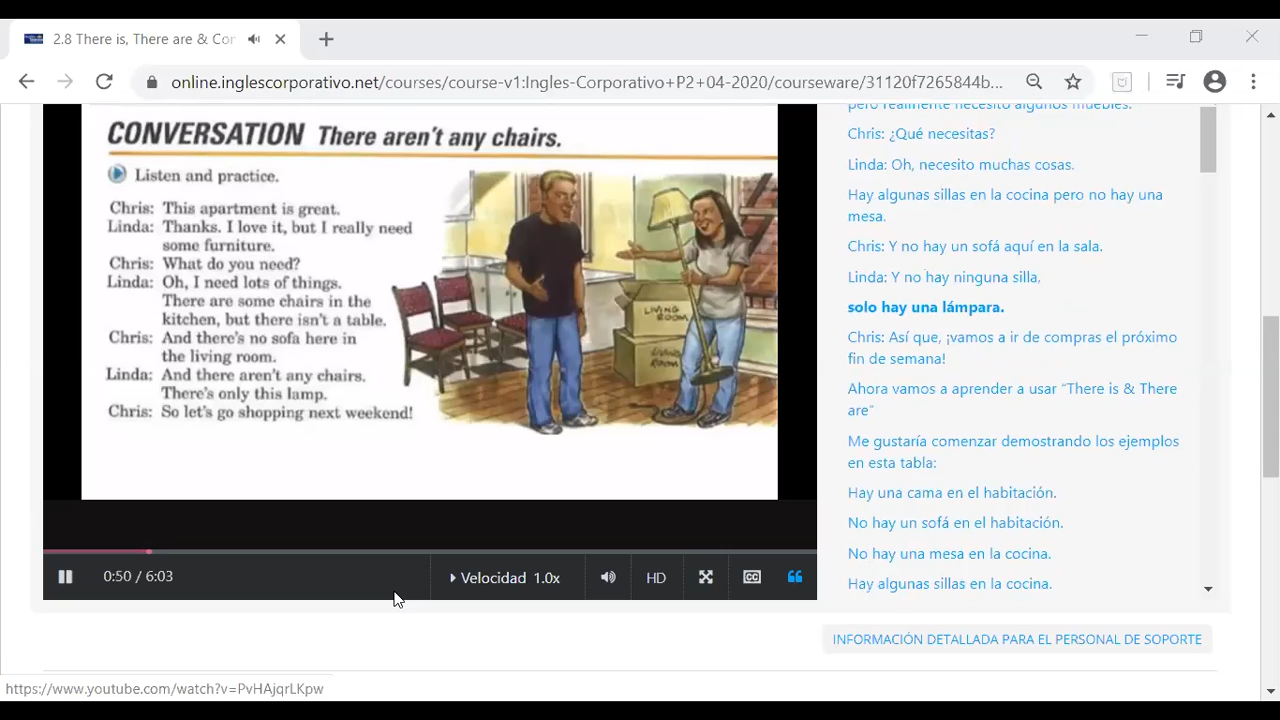 2.8 There is, There are & Cor
online.inglescorporativo.net/courses/course-v1:Ingles-Corporativo+P2+04-2020/courseware/31120f7265844b...
CONVERSATION There aren't any chairs.
Listen and practice.
Chris: This apartment is great.
Linda: Thanks. I love it, but I really need
some furniture.
Chris: What do you need?
Linda: Oh, I need lots of things.
There are some chairs in the
kitchen, but there isn't a table.
Chris: And there's no sofa here in
the living room.
Linda: And there aren't any chairs.
There's only this lamp.
Chris: So let's go shopping next weekend!
LIVING
ROOM
LIVING
ROOM
0:50 / 6:03
Velocidad 1.0x
HD
CC
pero realmente necesito algunos muebles.
Chris: ¿Qué necesitas?
Linda: Oh, necesito muchas cosas.
Hay algunas sillas en la cocina pero no hay una
mesa.
Chris: Y no hay un sofá aquí en la sala.
Linda: Y no hay ninguna silla,
solo hay una lámpara.
Chris: Así que, ¡vamos a ir de compras el próximo
fin de semana!
Ahora vamos a aprender a usar “There is & There
are”
Me gustaría comenzar demostrando los ejemplos
en esta tabla:
Hay una cama en el habitación.
No hay un sofá en el habitación.
No hay una mesa en la cocina.
Hay algunas sillas en la cocina.
INFORMACIÓN DETALLADA PARA EL PERSONAL DE SOPORTE
https://www.youtube.com/watch?v=PvHAjqrLKpw